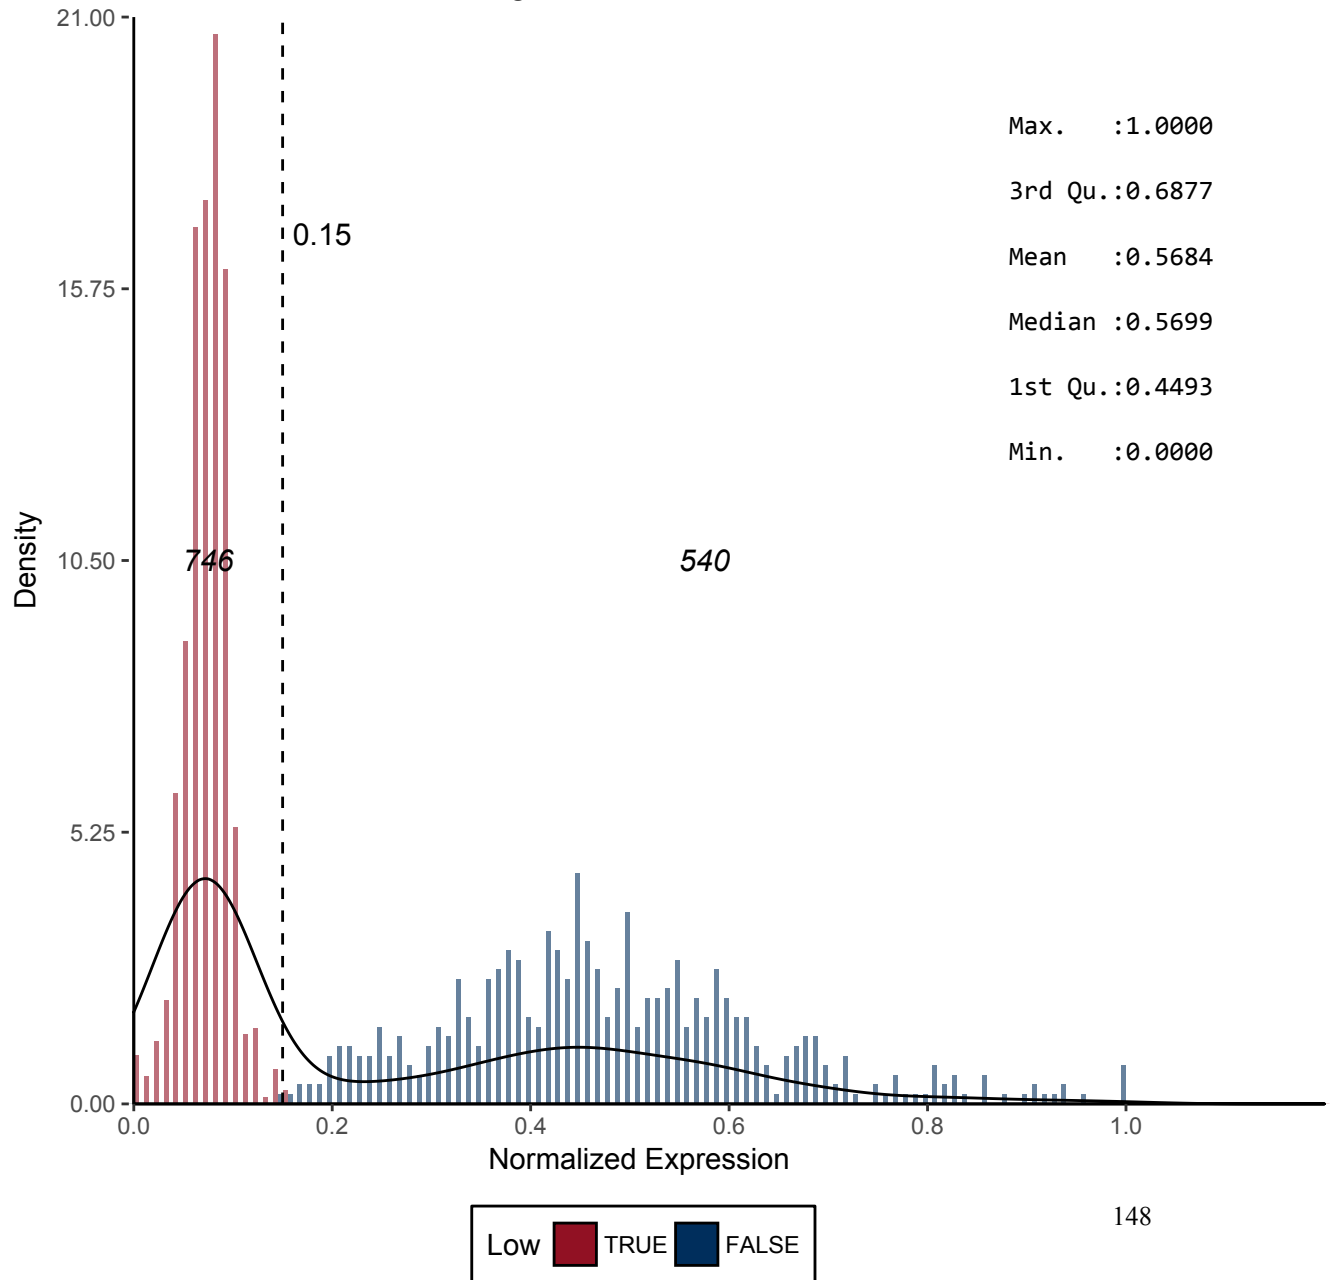 21.00
Max.   :1.0000
3rd Qu.:0.6877
0.15
Mean   :0.5684
15.75
Median :0.5699
1st Qu.:0.4493
Min.   :0.0000
Density
10.50
746
540
5.25
0.00
0.0 0.2 0.4 0.6 0.8 1.0
Normalized Expression
148
Low TRUE FALSE